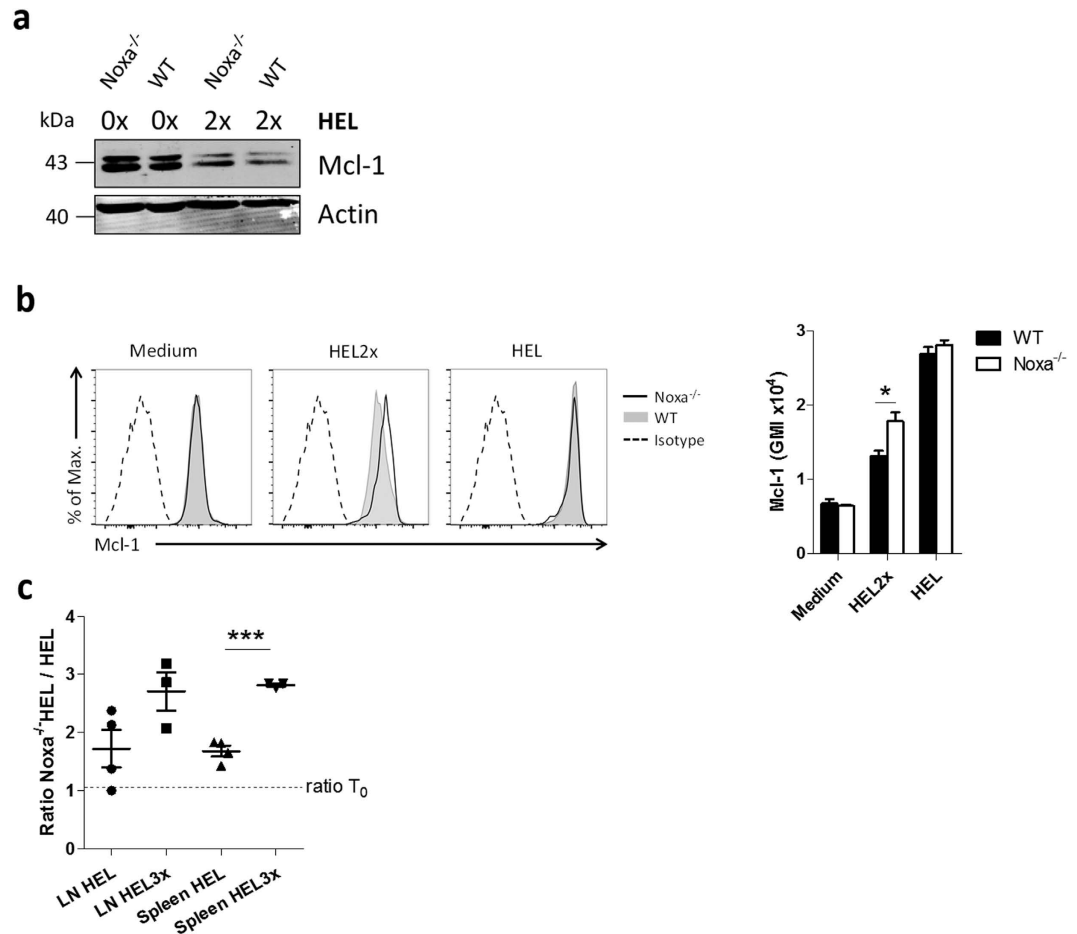 a
Noxa-/- WT Noxa-/- WT
kDa 0x 0x 2x 2x HEL
43 Mcl-1
40 Actin
b
Medium HEL2x HEL
% of Max.
Mcl-1
Noxa-/-
WT
Isotype
Mcl-1 (GMI x10⁴)
3
2
1
0
Medium HEL2x HEL
*
WT
Noxa-/-
c
Ratio Noxa-/-HEL / HEL
4
3
2
1
0
***
ratio T₀
LN HEL LN HEL3x Spleen HEL Spleen HEL3x